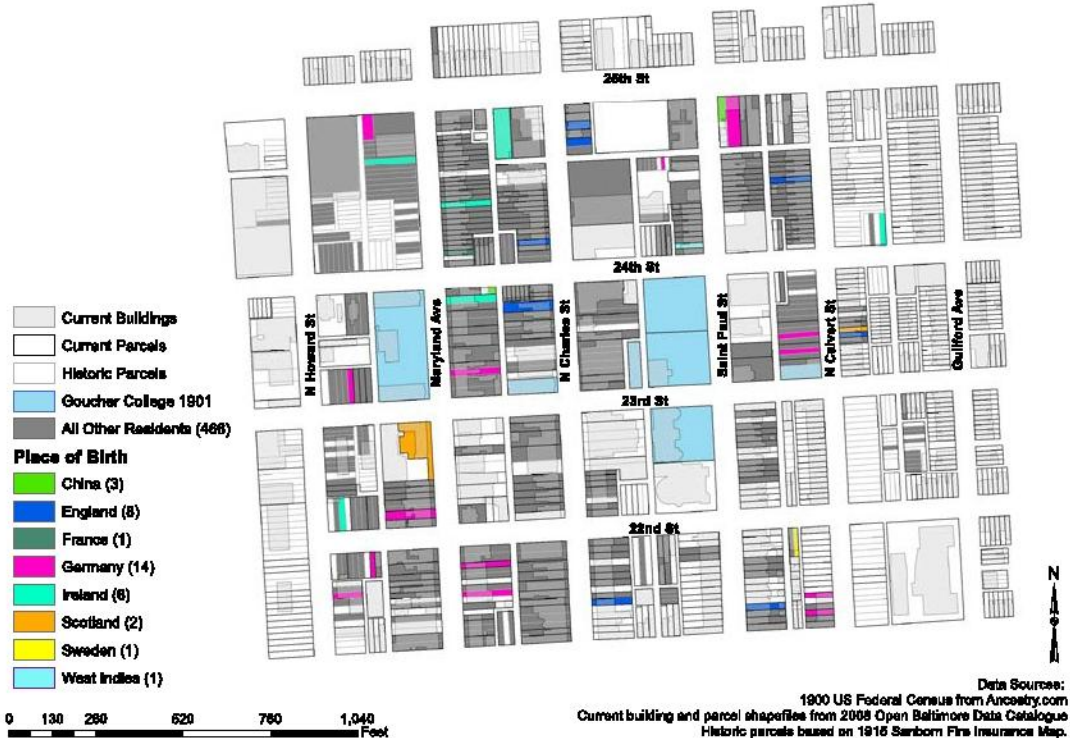 25th St
24th St
N Howard St
Maryland Ave
N Charles St
Saint Paul St
N Calvert St
Guilford Ave
23rd St
22nd St
Current Buildings
Current Parcels
Historic Parcels
Goucher College 1901
All Other Residents (466)
Place of Birth
China (3)
England (8)
France (1)
Germany (14)
Ireland (6)
Scotland (2)
Sweden (1)
West Indies (1)
0 130 260 520 780 1,040
Feet
N
Data Sources:
1900 US Federal Census from Ancestry.com
Current building and parcel shapefiles from 2008 Open Baltimore Data Catalogue
Historic parcels based on 1915 Sanborn Fire Insurance Map.